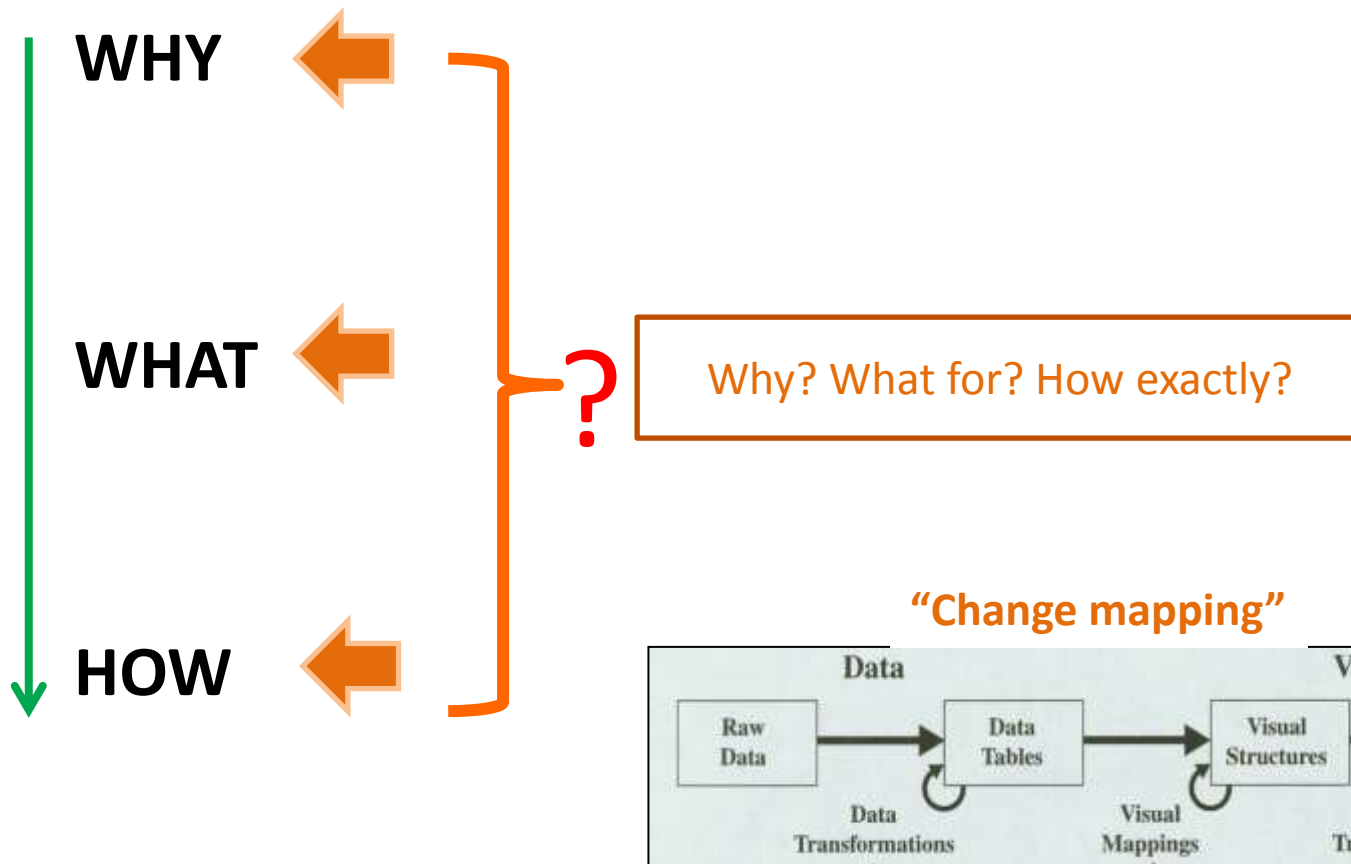 WHY
WHAT
?
Why? What for? How exactly?
HOW
“Change mapping”
Data
V
Raw
Data
Data
Tables
Visual
Structures
Data
Transformations
Visual
Mappings
Tr